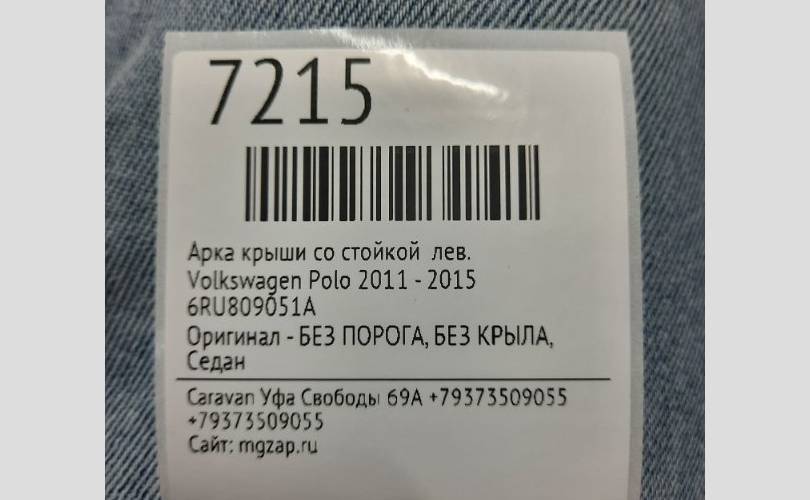 7215
Арка крыши со стойкой лев.
Volkswagen Polo 2011 - 2015
6RU809051A
Оригинал - БЕЗ ПОРОГА, БЕЗ КРЫЛА,
Седан
Caravan Уфа Свободы 69А +79373509055
+79373509055
Сайт: mgzap.ru